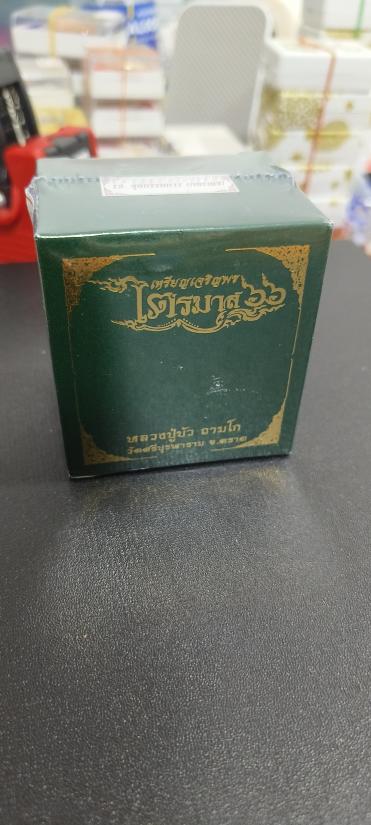 เหรียญเจริญพร
ไตรมาส ๖๖
หลวงปู่บัว ถามโก
วัดศรีบูรพาราม จ.ตราด